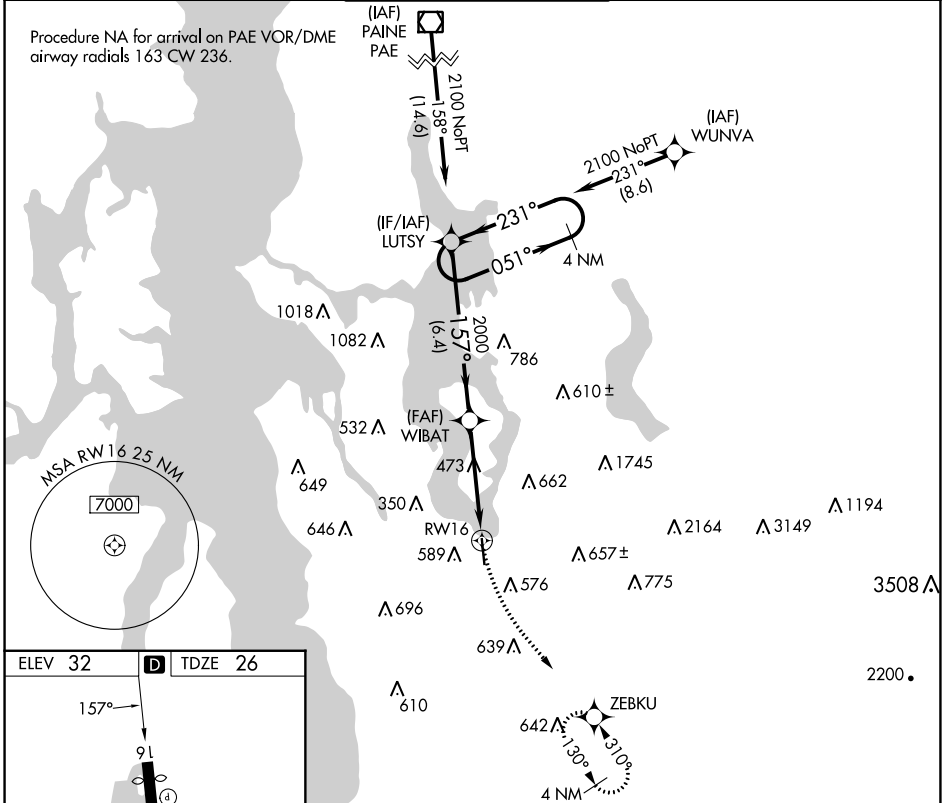 Procedure NA for arrival on PAE VOR/DME
airway radials 163 CW 236.
(IAF)
PAINE
PAE
2100 NoPT
158°
(14.6)
(IAF)
WUNVA
2100 NoPT
231°
(8.6)
(IF/IAF)
LUTSY
231°
051°
4 NM
1018
1082
2000
157°
(6.4)
786
610 ±
(FAF)
WIBAT
532
473
1745
649
662
MSA RW16 25 NM
7000
350
1194
646
RW16
2164
3149
589
657 ±
576
775
3508
696
639
ELEV 32
D
TDZE 26
2200
610
157°
ZEBKU
642
130°
310°
4 NM
16
P